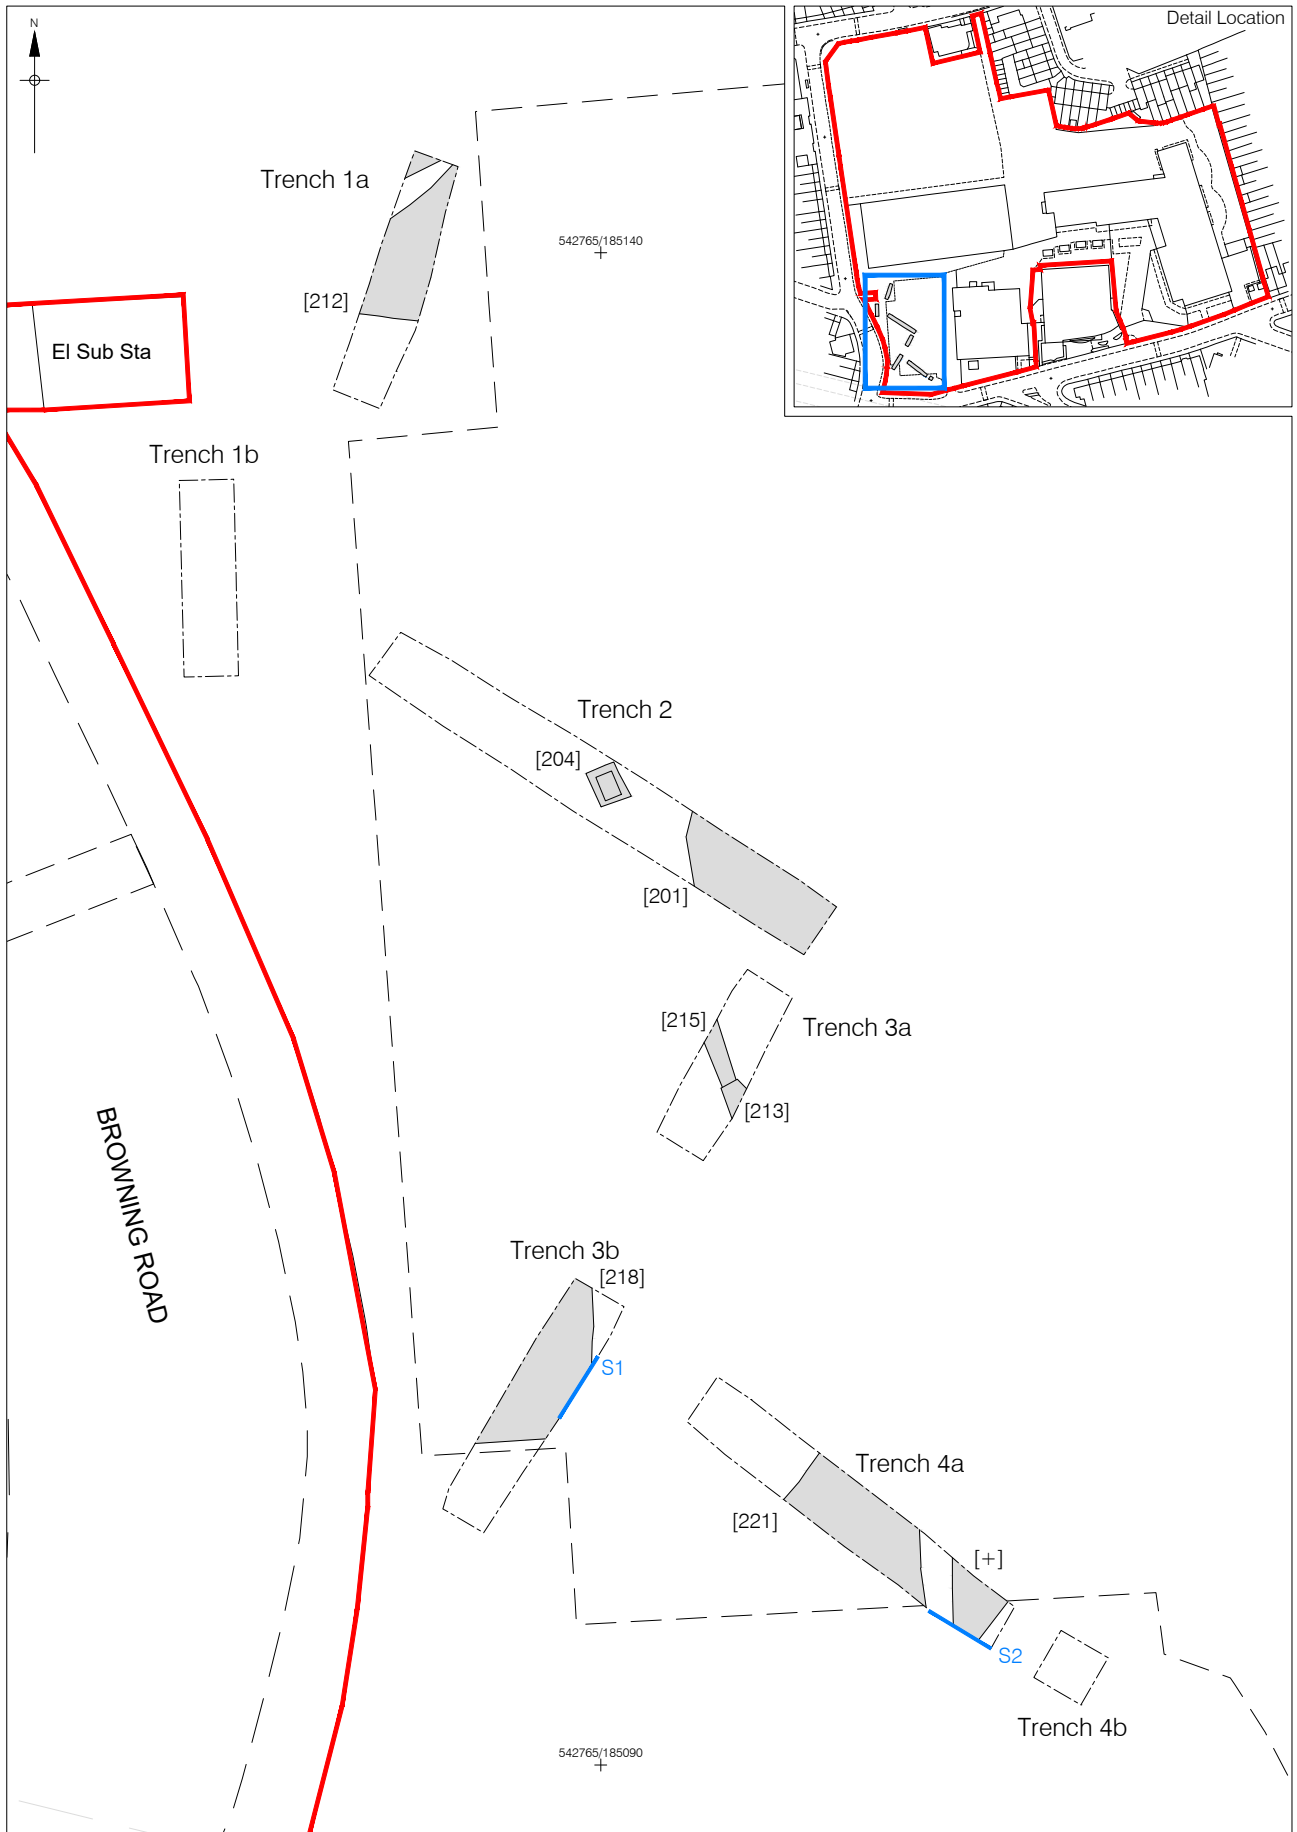 N
Detail Location
Trench 1a
542765/185140
[212]
El Sub Sta
Trench 1b
Trench 2
[204]
[201]
[215]
Trench 3a
[213]
BROWNING ROAD
Trench 3b
[218]
S1
Trench 4a
[221]
[+]
S2
Trench 4b
542765/185090